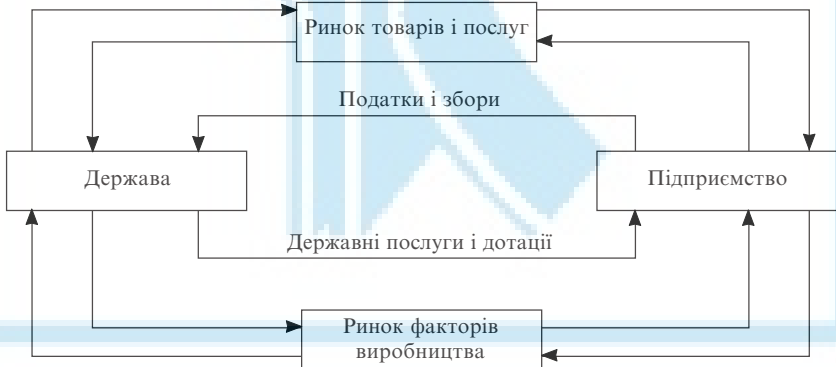 Ринок товарів і послуг
Податки і збори
Держава
Підприємство
Державні послуги і дотації
Ринок факторів
виробництва